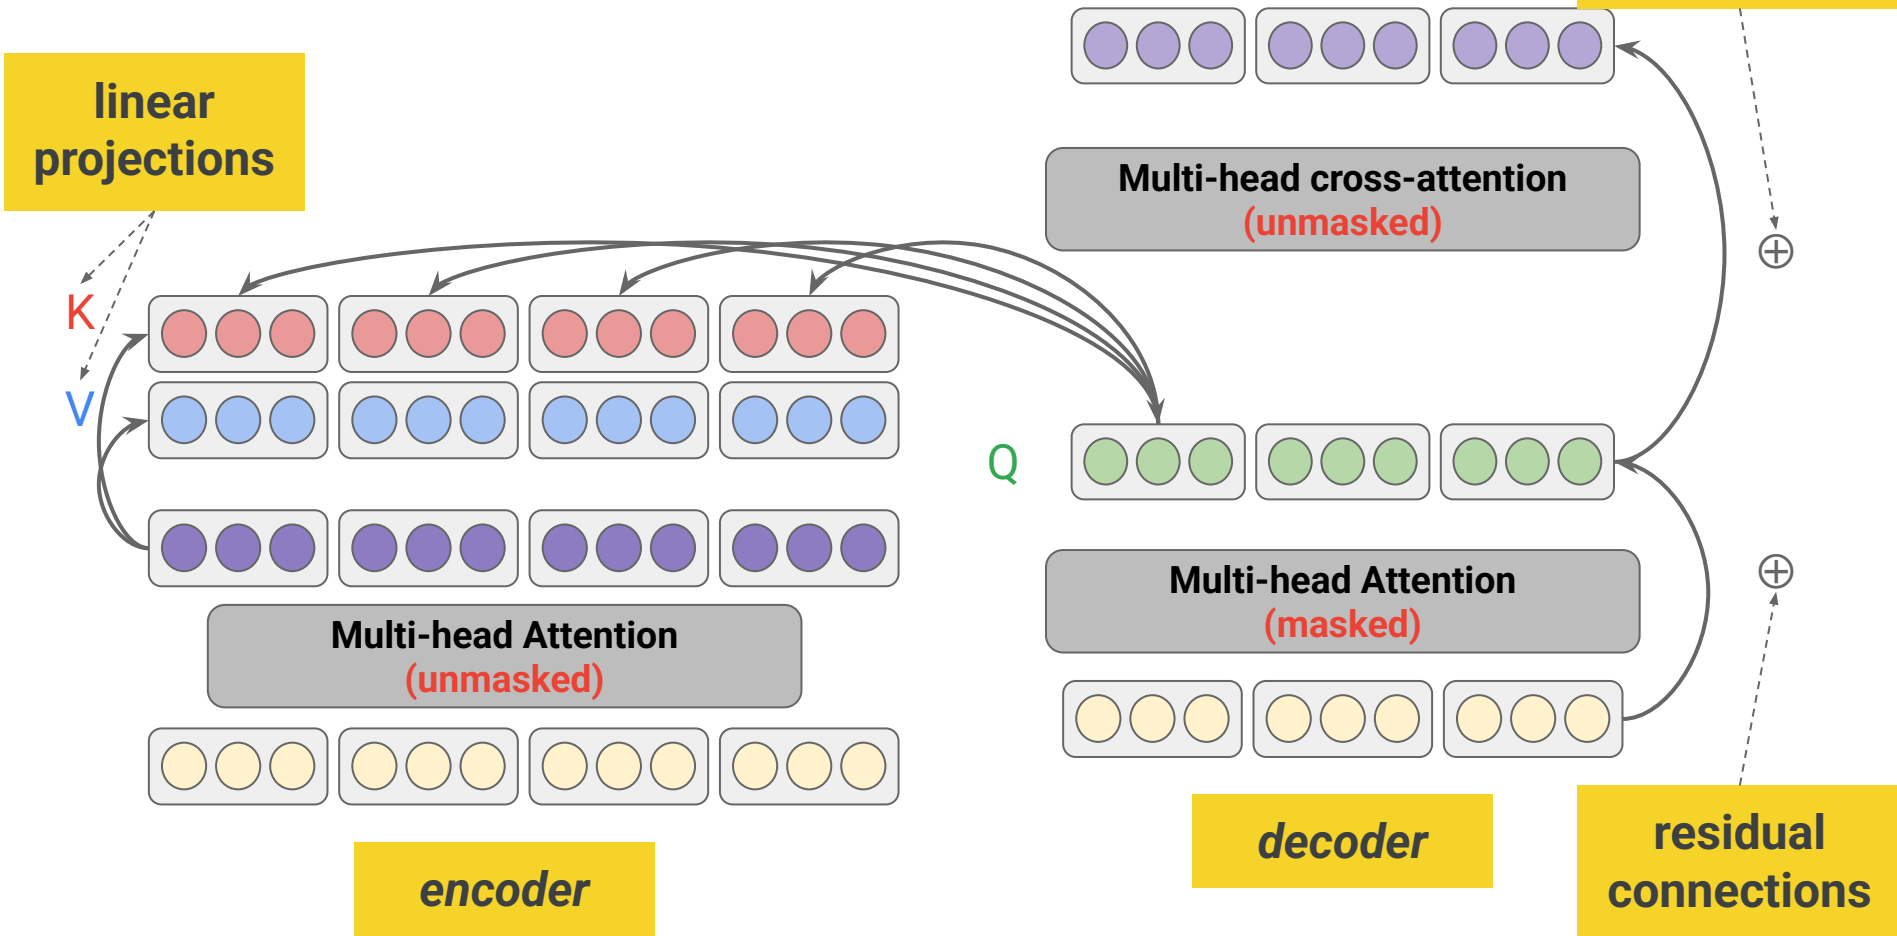 linear
projections
K
V
Multi-head cross-attention
(unmasked)
Q
Multi-head Attention
(unmasked)
Multi-head Attention
(masked)
encoder
decoder
residual
connections